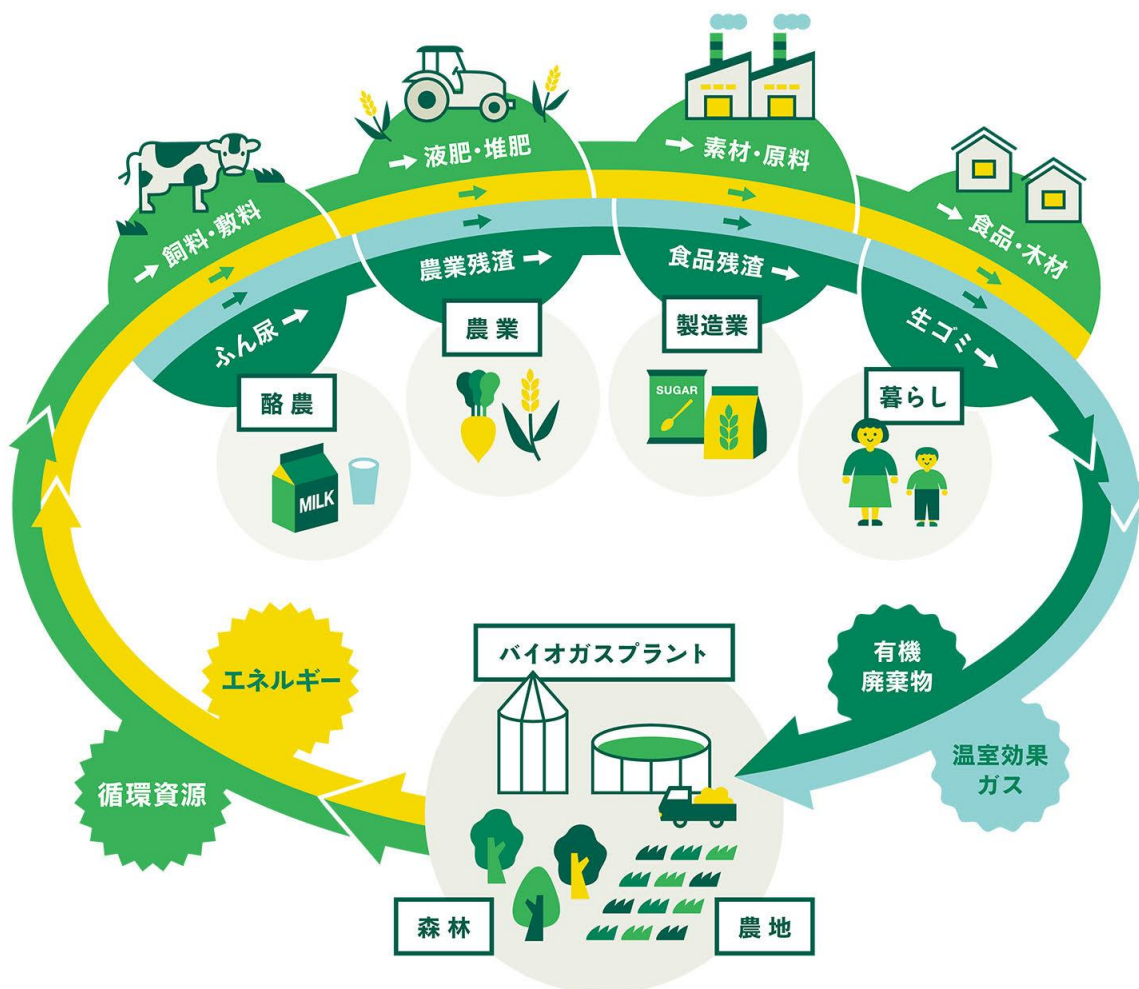 → 飼料・敷料
→ 液肥・堆肥
→ 素材・原料
→ 食品・木材
ふん尿 →
農業残渣 →
食品残渣 →
生ゴミ →
酪農
農業
製造業
暮らし
MILK
SUGAR
エネルギー
循環資源
バイオガスプラント
有機
廃棄物
温室効果
ガス
森林
農地